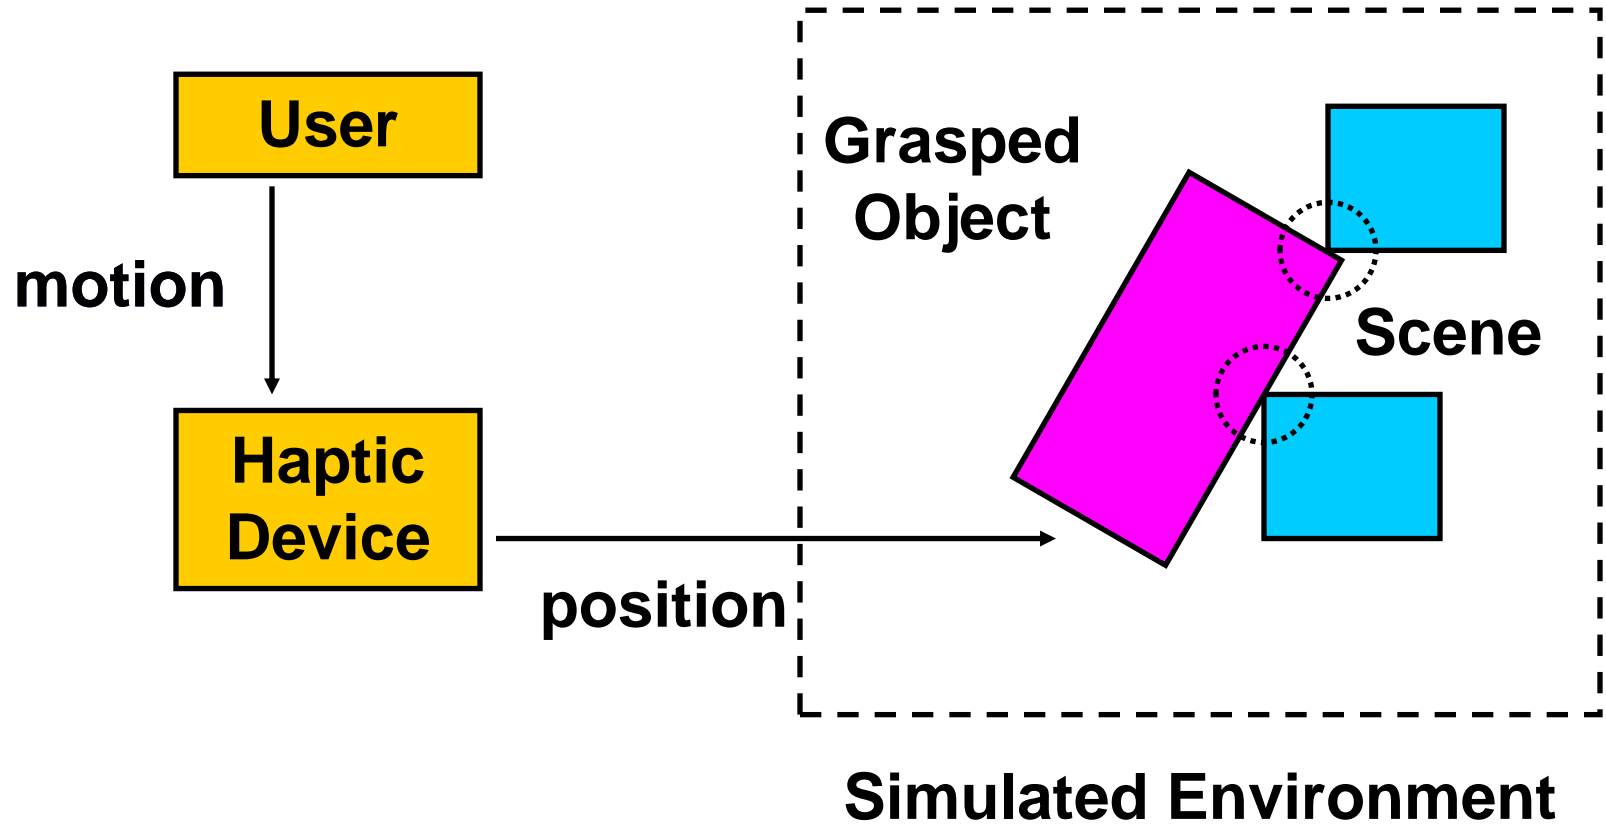 User
motion
Haptic
Device
position
Grasped
Object
Scene
Simulated Environment